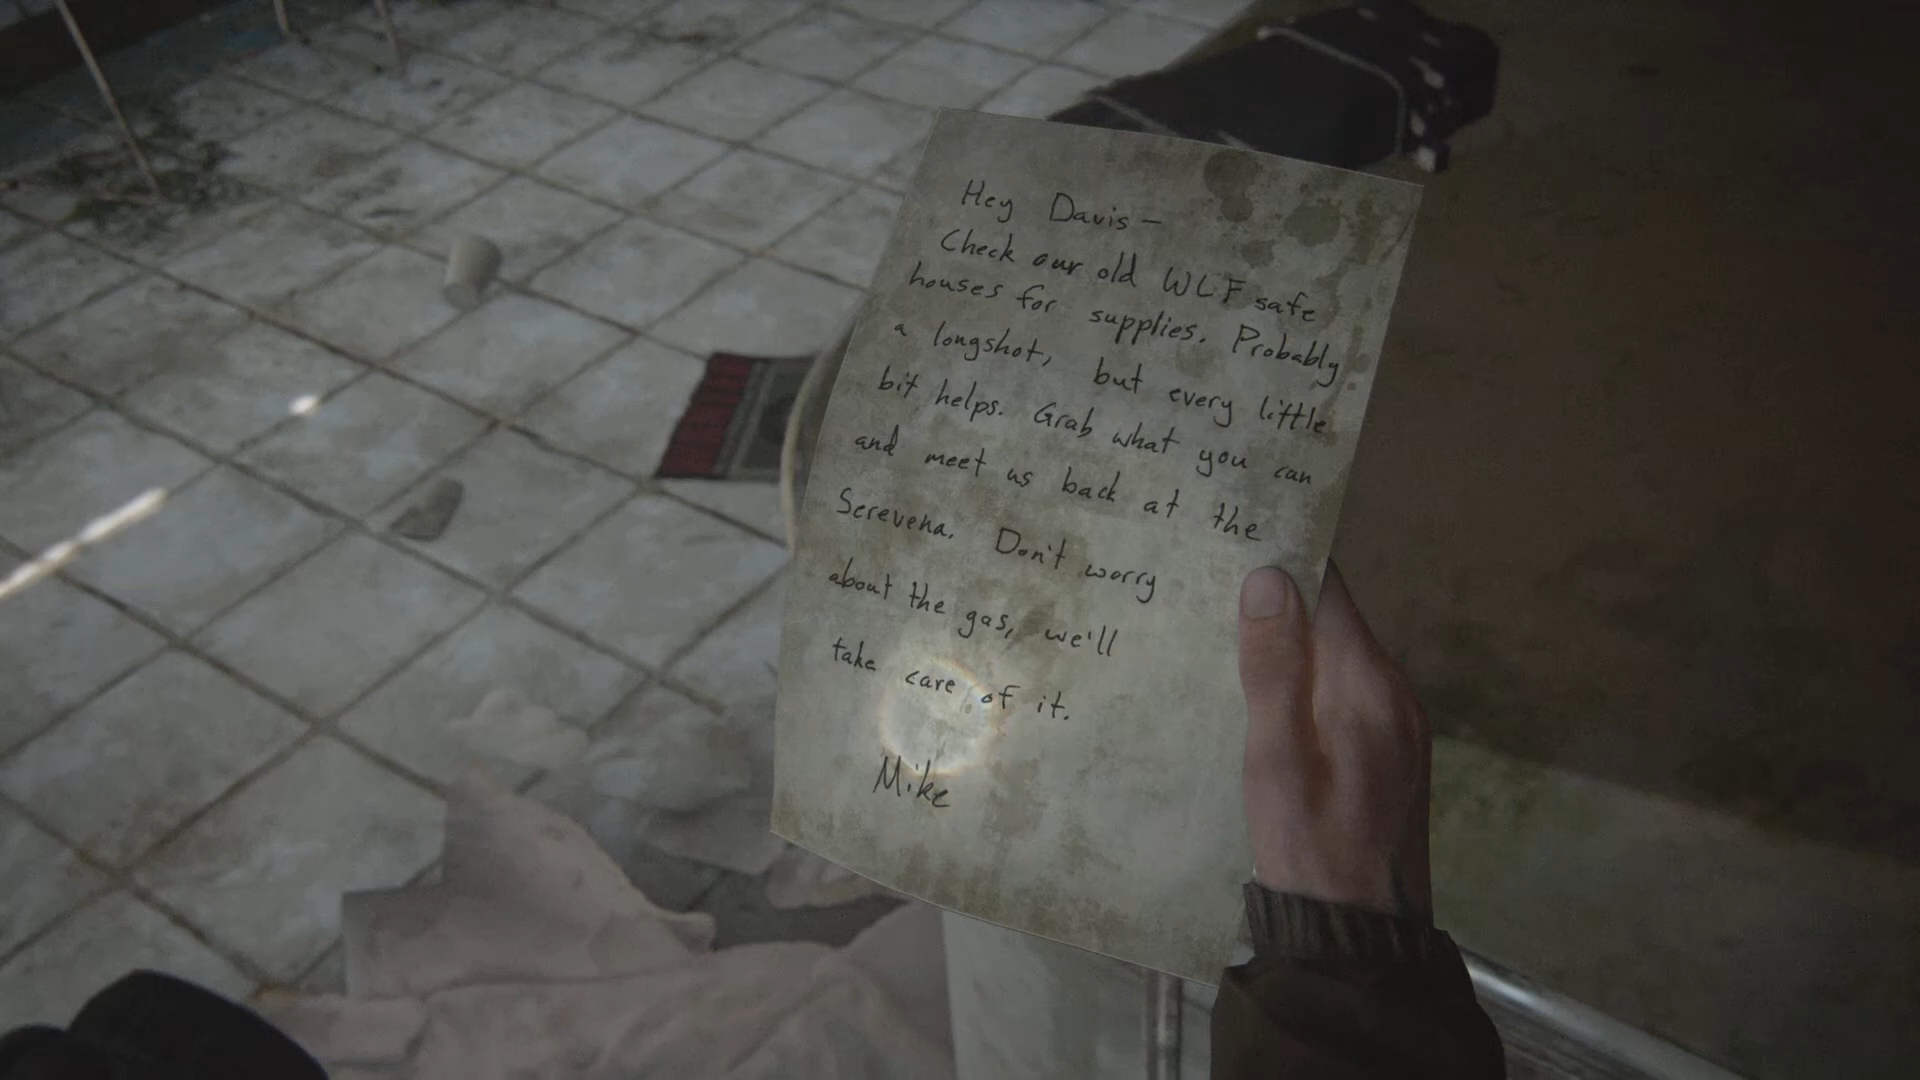 Hey Davis—
Check our old WLF safe
houses for supplies. Probably
a longshot, but every little
bit helps. Grab what you can
and meet us back at the
Serevena. Don't worry
about the gas, we'll
take care of it.
Mike